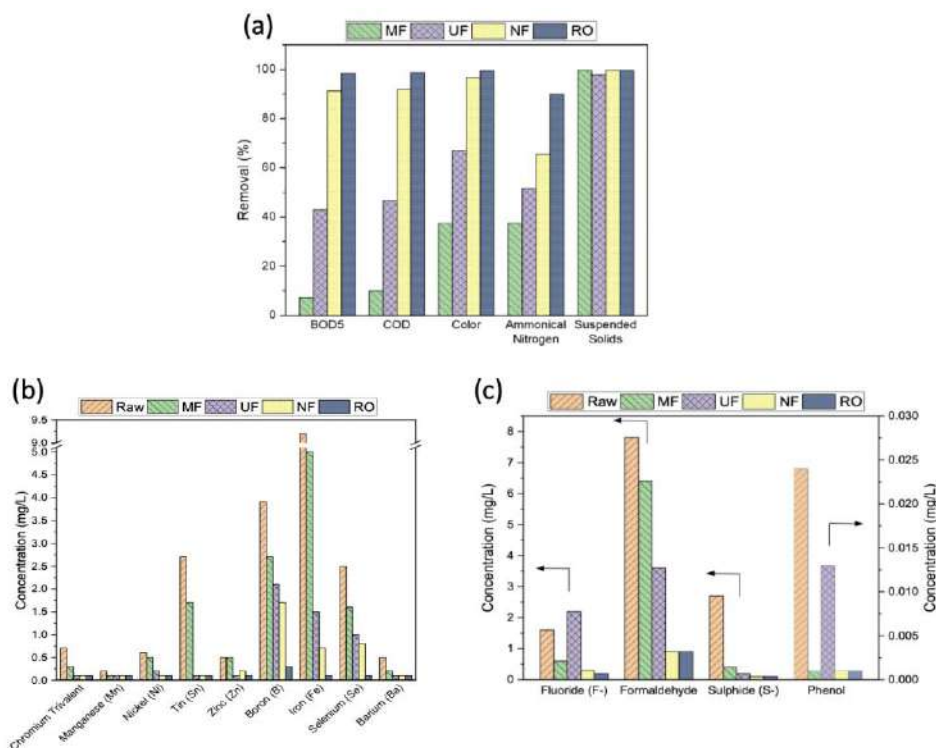 (a)
MF UF NF RO
Removal (%)
100
80
60
40
20
0
BOD5 COD Color Ammonical Nitrogen Suspended Solids
(b)
Raw MF UF NF RO
Concentration (mg/L)
9.5
9.0
5.0
4.5
4.0
3.5
3.0
2.5
2.0
1.5
1.0
0.5
0.0
Chromium Trivalent
Manganese (Mn)
Nickel (Ni)
Tin (Sn)
Zinc (Zn)
Boron (B)
Iron (Fe)
Selenium (Se)
Barium (Ba)
(c)
Raw MF UF NF RO
Concentration (mg/L)
8
7
6
5
4
3
2
1
0
Fluoride (F-) Formaldehyde Sulphide (S-) Phenol
0.030
0.025
0.020
0.015
0.010
0.005
0.000
Concentration (mg/L)